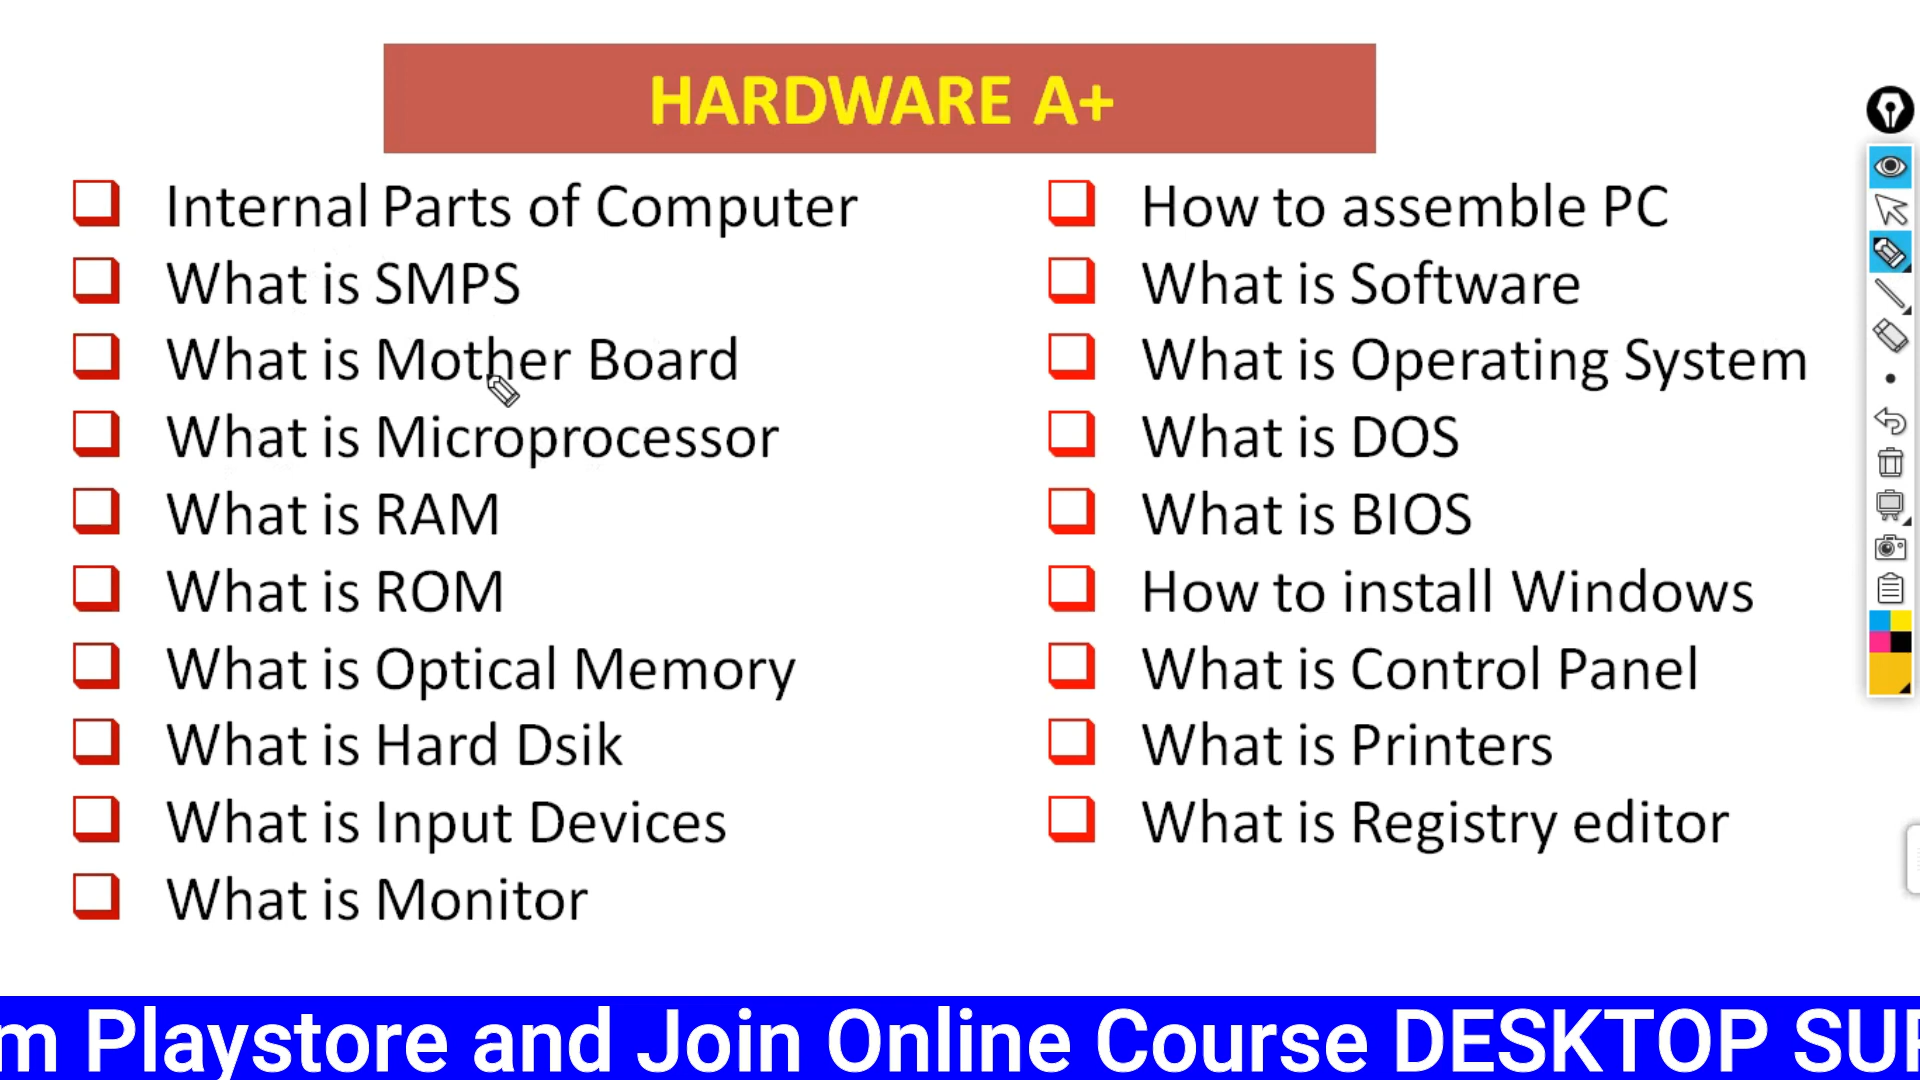 HARDWARE A+
Internal Parts of Computer
What is SMPS
What is Mother Board
What is Microprocessor
What is RAM
What is ROM
What is Optical Memory
What is Hard Dsik
What is Input Devices
What is Monitor
How to assemble PC
What is Software
What is Operating System
What is DOS
What is BIOS
How to install Windows
What is Control Panel
What is Printers
What is Registry editor
m Playstore and Join Online Course DESKTOP SUP